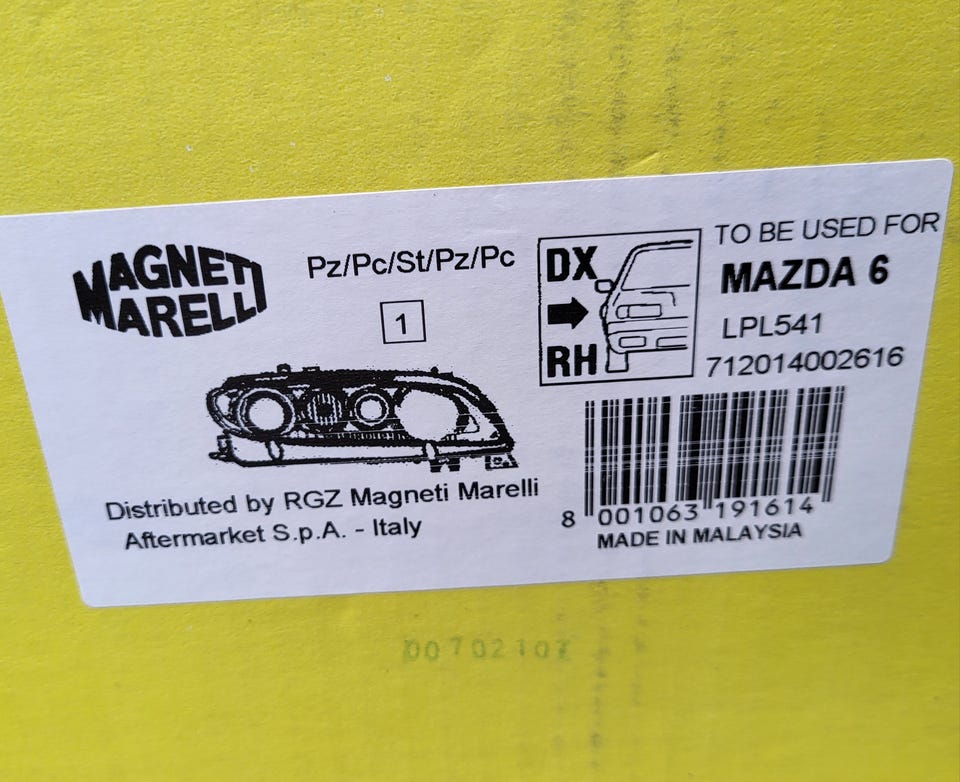 MAGNETI
MARELLI
Pz/Pc/St/Pz/Pc
1
DX
RH
TO BE USED FOR
MAZDA 6
LPL541
712014002616
8 001063 191614
MADE IN MALAYSIA
Distributed by RGZ Magneti Marelli
Aftermarket S.p.A. - Italy